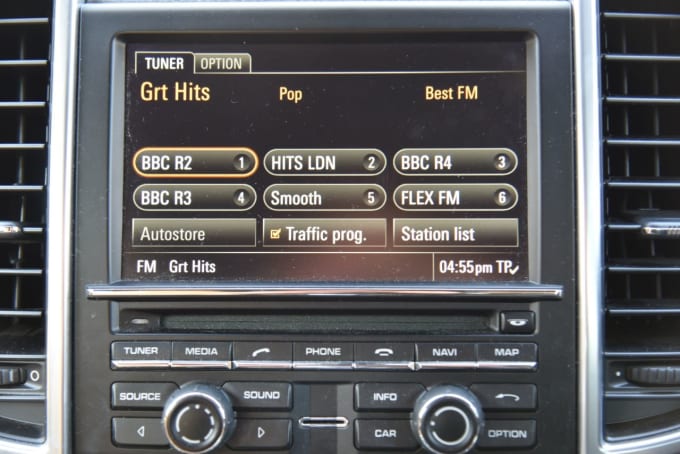 TUNER OPTION
Grt Hits Pop Best FM
BBC R2 1 HITS LDN 2 BBC R4 3
BBC R3 4 Smooth 5 FLEX FM 6
Autostore Traffic prog. Station list
FM Grt Hits 04:55pm TP
TUNER MEDIA PHONE NAVI MAP
SOURCE SOUND INFO
CAR OPTION